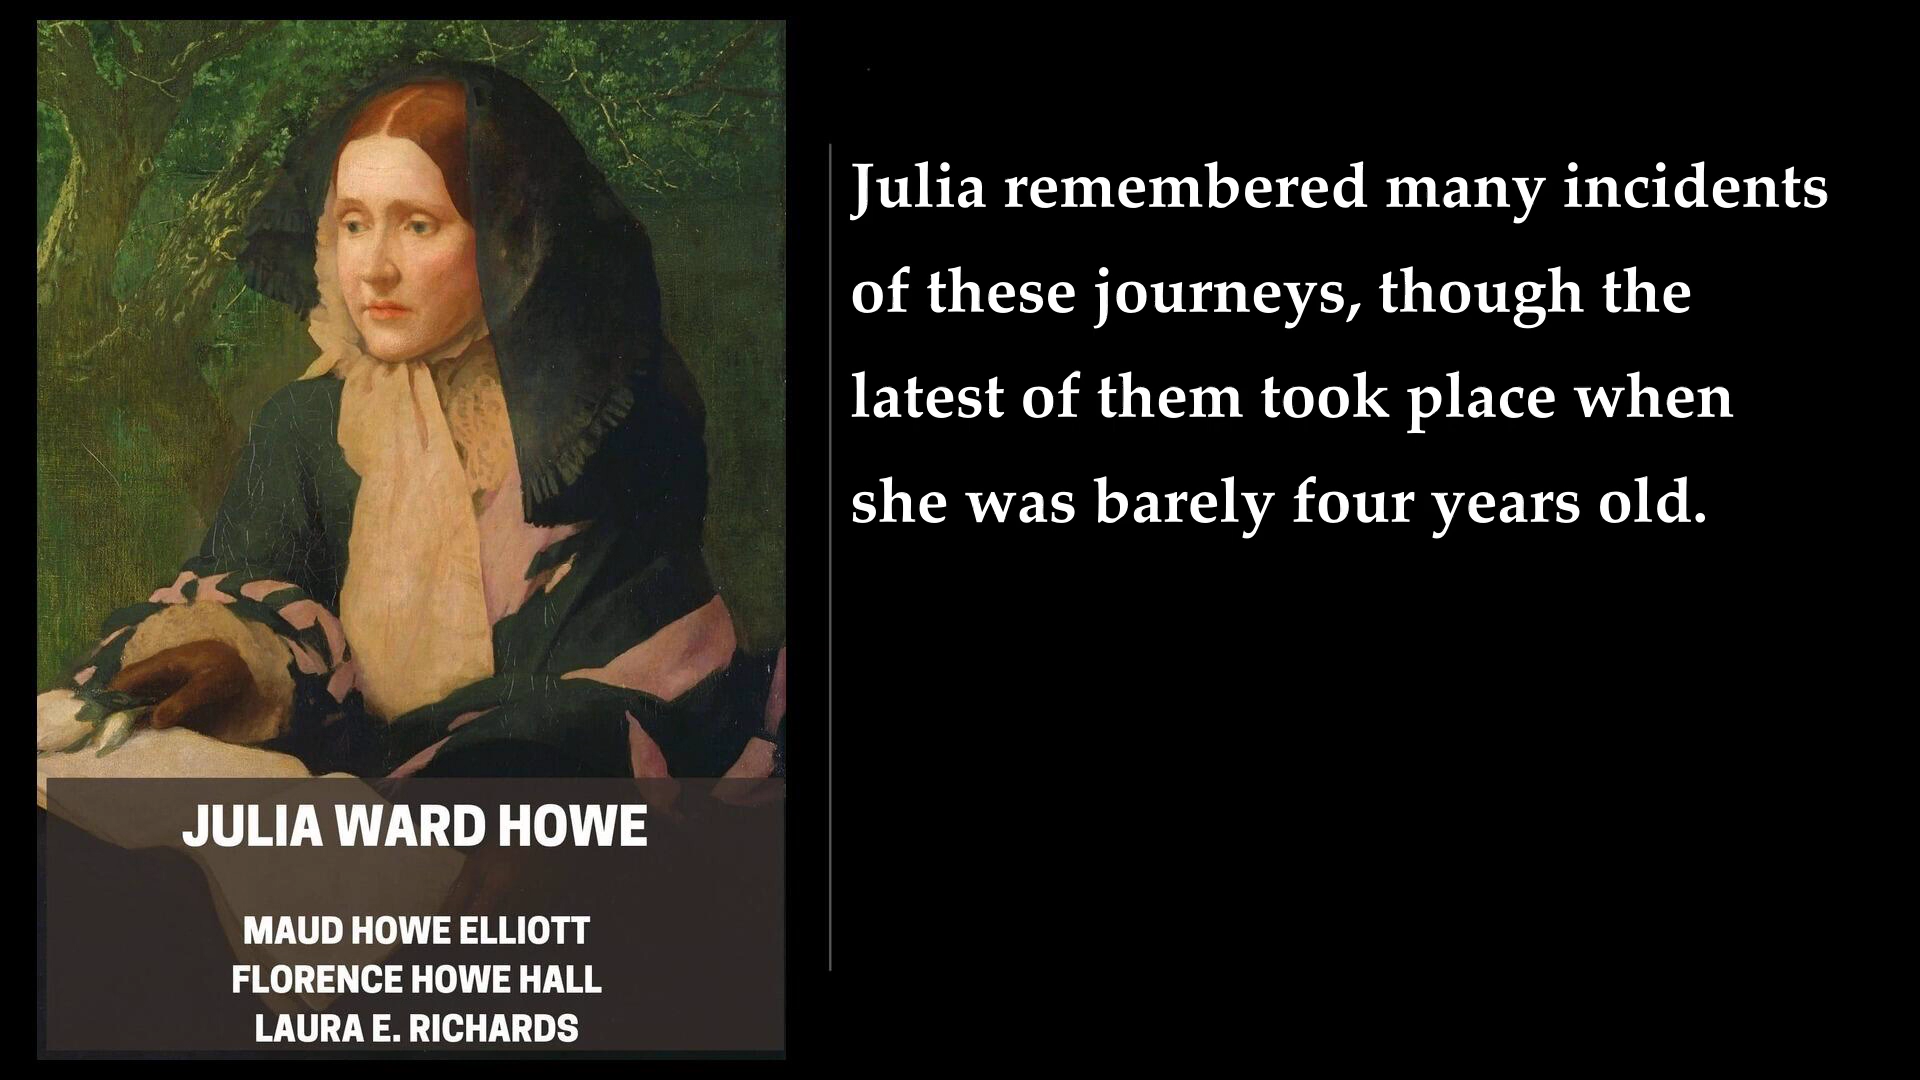 JULIA WARD HOWE
MAUD HOWE ELLIOTT
FLORENCE HOWE HALL
LAURA E. RICHARDS
Julia remembered many incidents
of these journeys, though the
latest of them took place when
she was barely four years old.